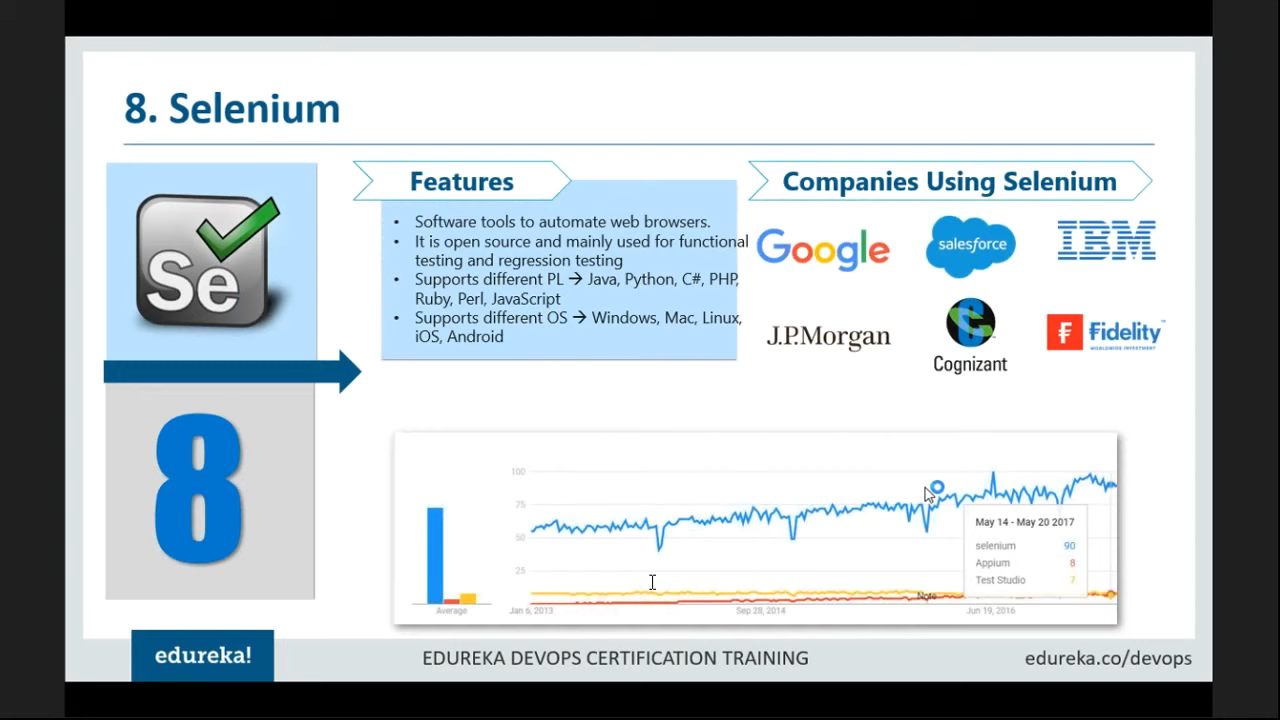 8. Selenium
Se
Features
• Software tools to automate web browsers.
• It is open source and mainly used for functional
testing and regression testing
• Supports different PL → Java, Python, C#, PHP,
Ruby, Perl, JavaScript
• Supports different OS → Windows, Mac, Linux,
iOS, Android
Companies Using Selenium
Google
salesforce
IBM
J.P.Morgan
Cognizant
Fidelity™
WORLDWIDE INVESTMENT
8
100
75
50
25
Average
Jan 6, 2013
Sep 28, 2014
Jun 19, 2016
Note
May 14 - May 20 2017
selenium 90
Appium 8
Test Studio 7
edureka!
EDUREKA DEVOPS CERTIFICATION TRAINING
edureka.co/devops